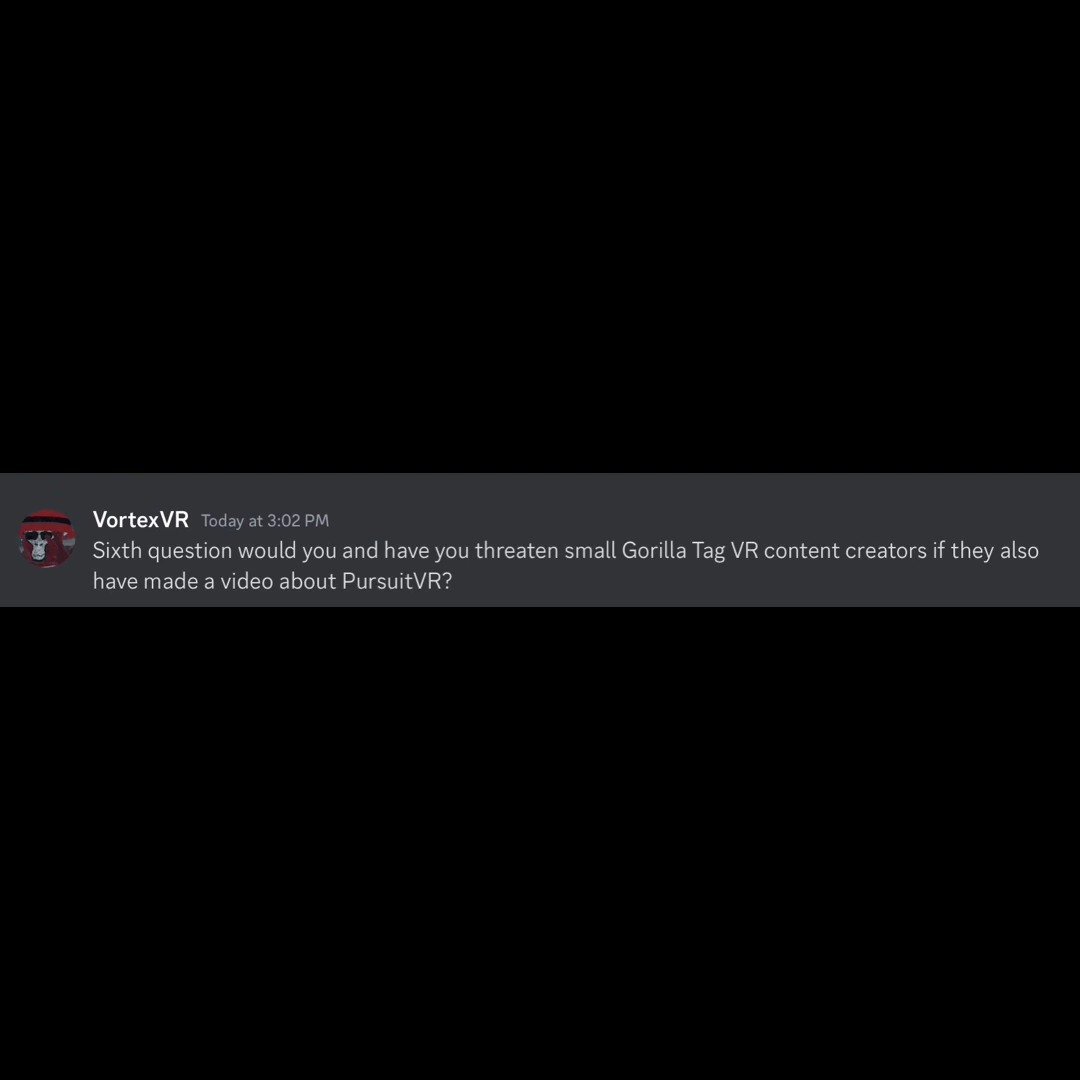 VortexVR Today at 3:02 PM
Sixth question would you and have you threaten small Gorilla Tag VR content creators if they also
have made a video about PursuitVR?